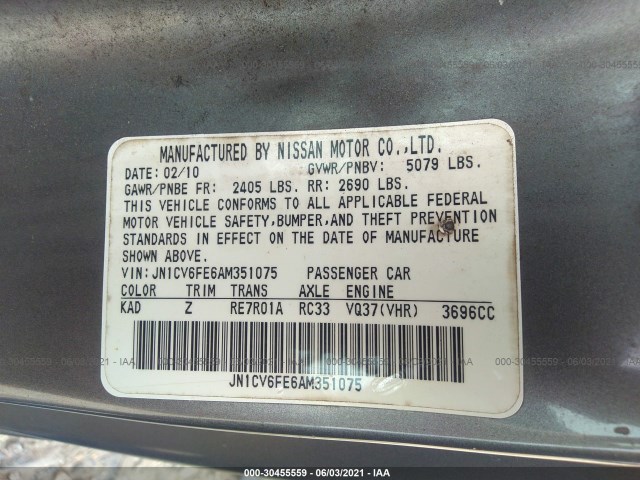 MANUFACTURED BY NISSAN MOTOR CO.,LTD.
DATE: 02/10 GVWR/PNBV: 5079 LBS.
GAWR/PNBE FR: 2405 LBS. RR: 2690 LBS.
THIS VEHICLE CONFORMS TO ALL APPLICABLE FEDERAL
MOTOR VEHICLE SAFETY,BUMPER,AND THEFT PREVENTION
STANDARDS IN EFFECT ON THE DATE OF MANUFACTURE
SHOWN ABOVE.
VIN: JN1CV6FE6AM351075 PASSENGER CAR
COLOR TRIM TRANS AXLE ENGINE
KAD Z RE7R01A RC33 VQ37(VHR) 3696CC
JN1CV6FE6AM351075
000-30455559 - 06/03/2021 - IAA